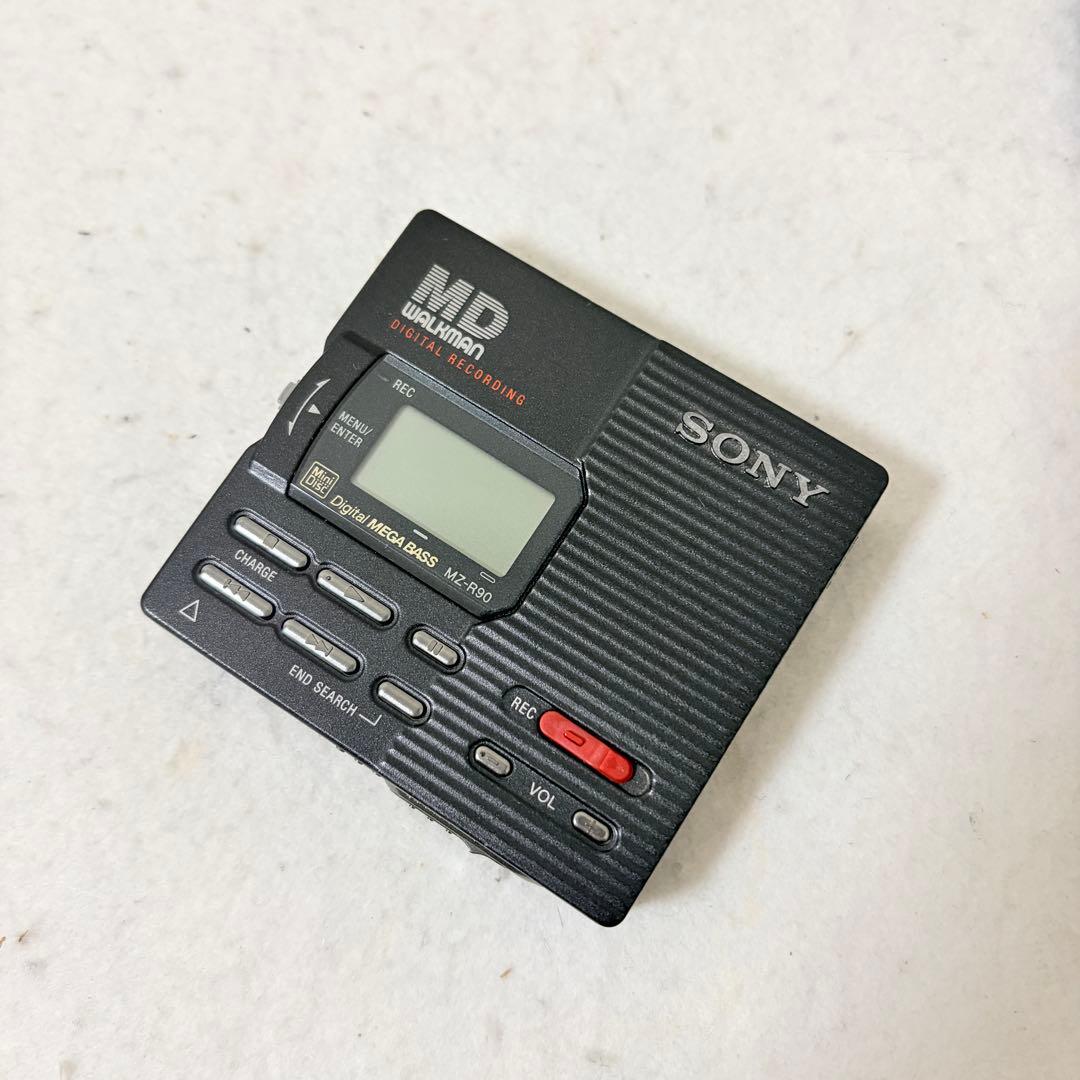 MD
WALKMAN
DIGITAL RECORDING
SONY
REC
MENU/
ENTER
Mini
Disc
Digital MEGA BASS
MZ-R90
CHARGE
END SEARCH
REC
VOL